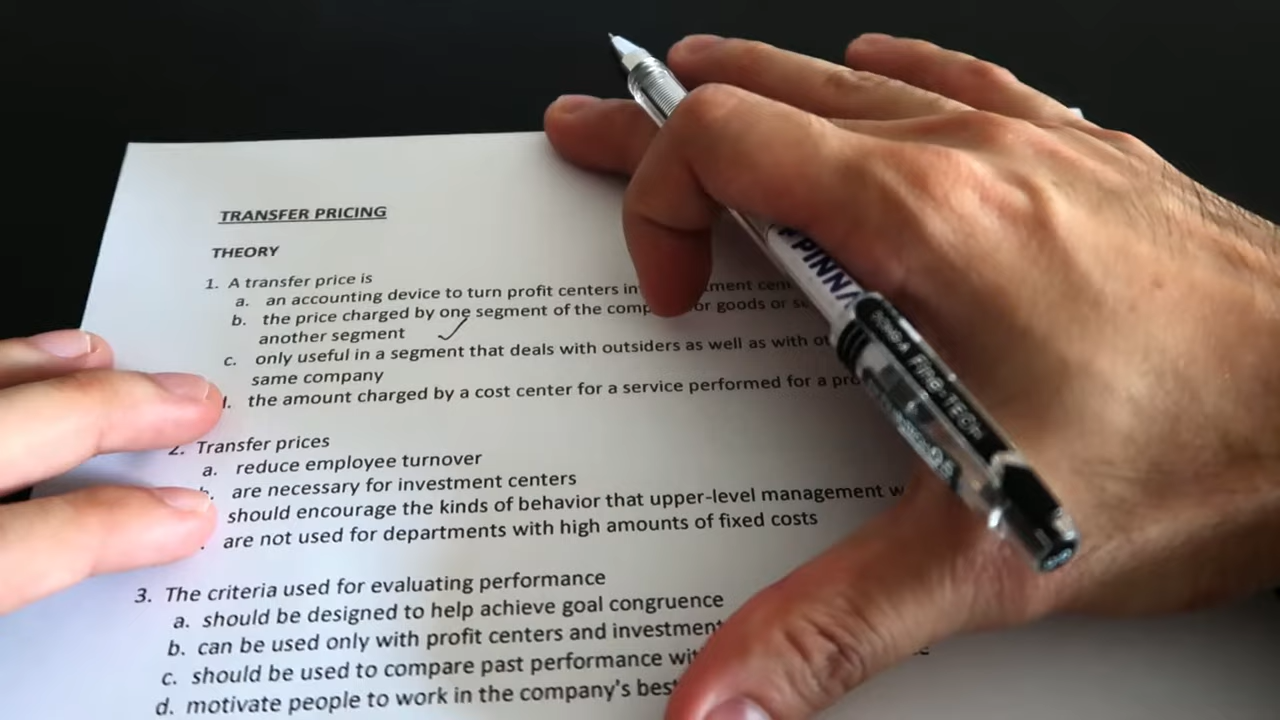 TRANSFER PRICING
THEORY
1. A transfer price is
a. an accounting device to turn profit centers in
b. the price charged by one segment of the comp or goods or
another segment
c. only useful in a segment that deals with outsiders as well as with
same company
the amount charged by a cost center for a service performed for a
2. Transfer prices
a. reduce employee turnover
are necessary for investment centers
should encourage the kinds of behavior that upper-level management
are not used for departments with high amounts of fixed costs
3. The criteria used for evaluating performance
a. should be designed to help achieve goal congruence
b. can be used only with profit centers and investment
c. should be used to compare past performance
d. motivate people to work in the company's best
PINNA
DONG-A Fine-TECH